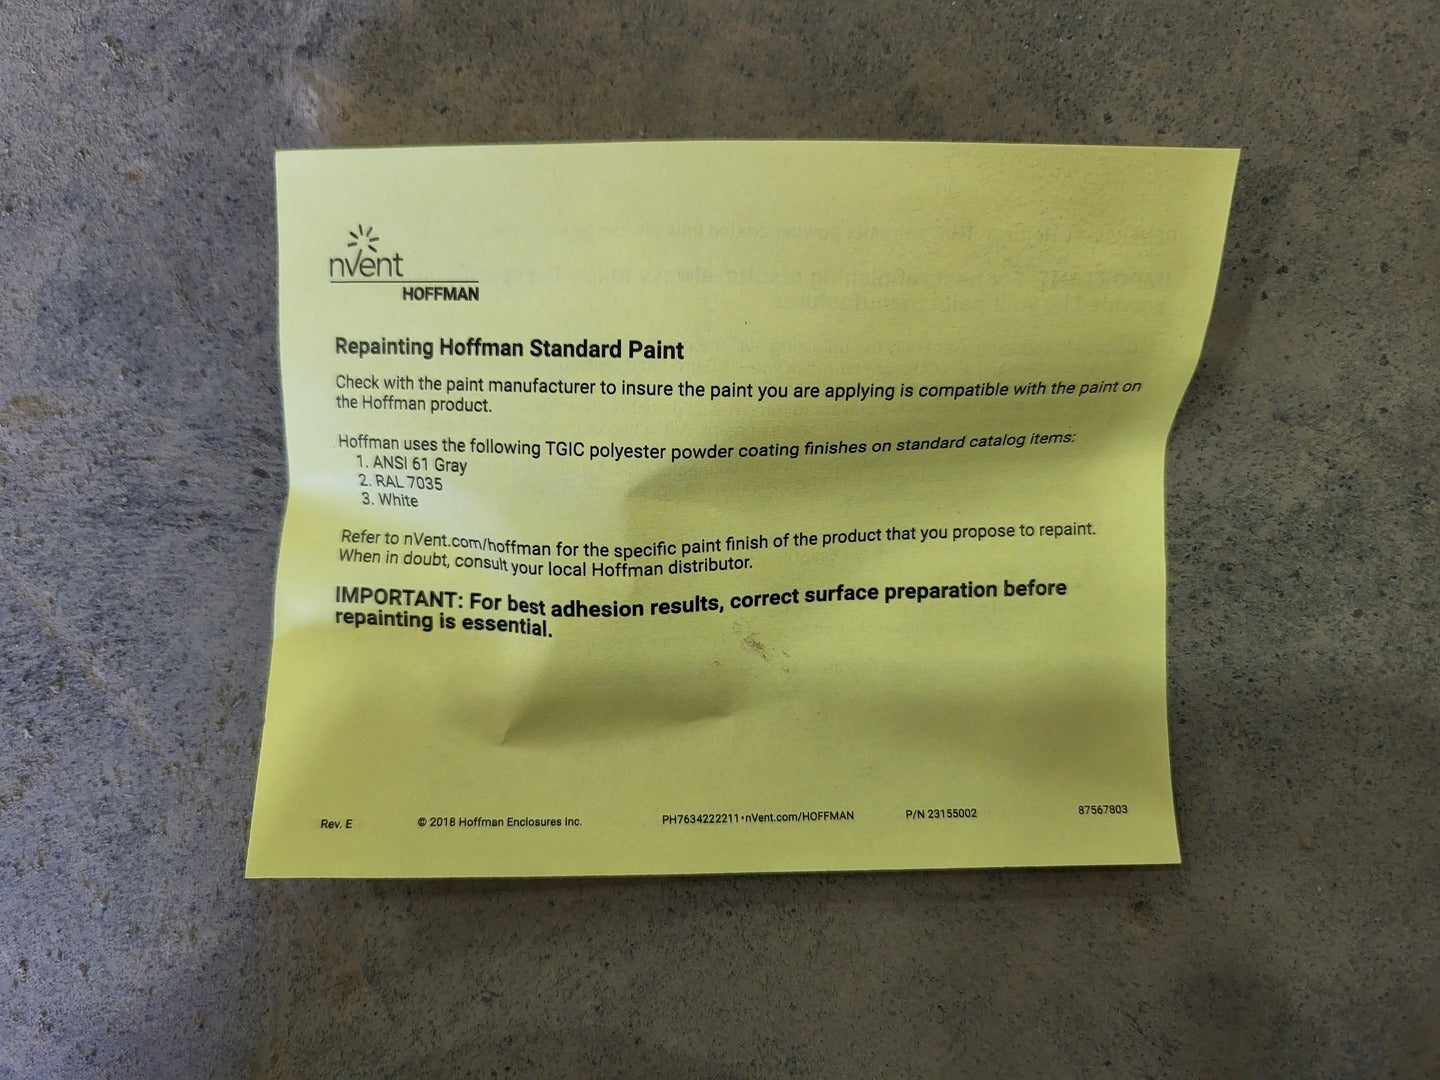 nVent
HOFFMAN
Repainting Hoffman Standard Paint
Check with the paint manufacturer to insure the paint you are applying is compatible with the paint on
the Hoffman product.
Hoffman uses the following TGIC polyester powder coating finishes on standard catalog items:
1. ANSI 61 Gray
2. RAL 7035
3. White
Refer to nVent.com/hoffman for the specific paint finish of the product that you propose to repaint.
When in doubt, consult your local Hoffman distributor.
IMPORTANT: For best adhesion results, correct surface preparation before
repainting is essential.
Rev. E © 2018 Hoffman Enclosures Inc. PH7634222211•nVent.com/HOFFMAN P/N 23155002 87567803